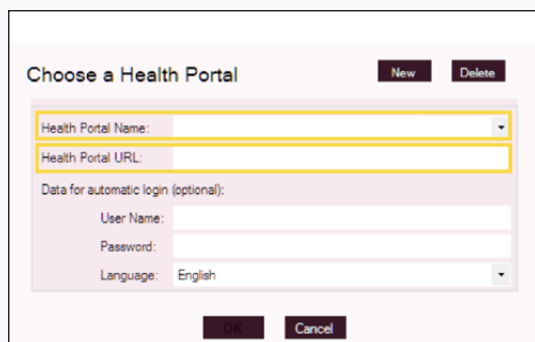 Choose a Health Portal New Delete
Health Portal Name:
Health Portal URL:
Data for automatic login (optional):
User Name:
Password:
Language: English
OK Cancel